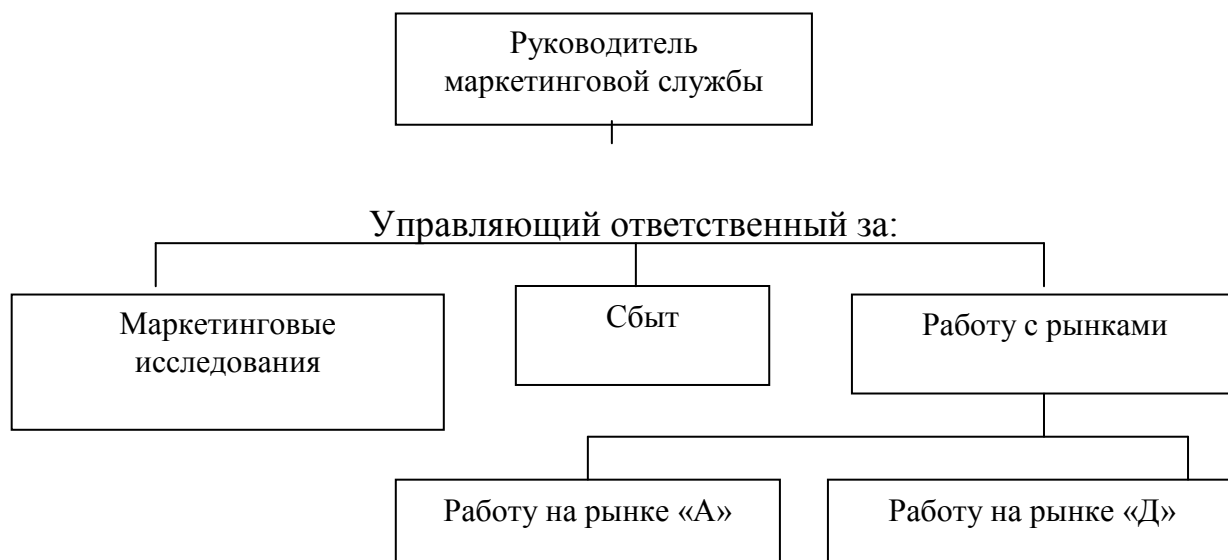 Руководитель
маркетинговой службы
Управляющий ответственный за:
Маркетинговые
исследования
Сбыт
Работу с рынками
Работу на рынке «А»
Работу на рынке «Д»